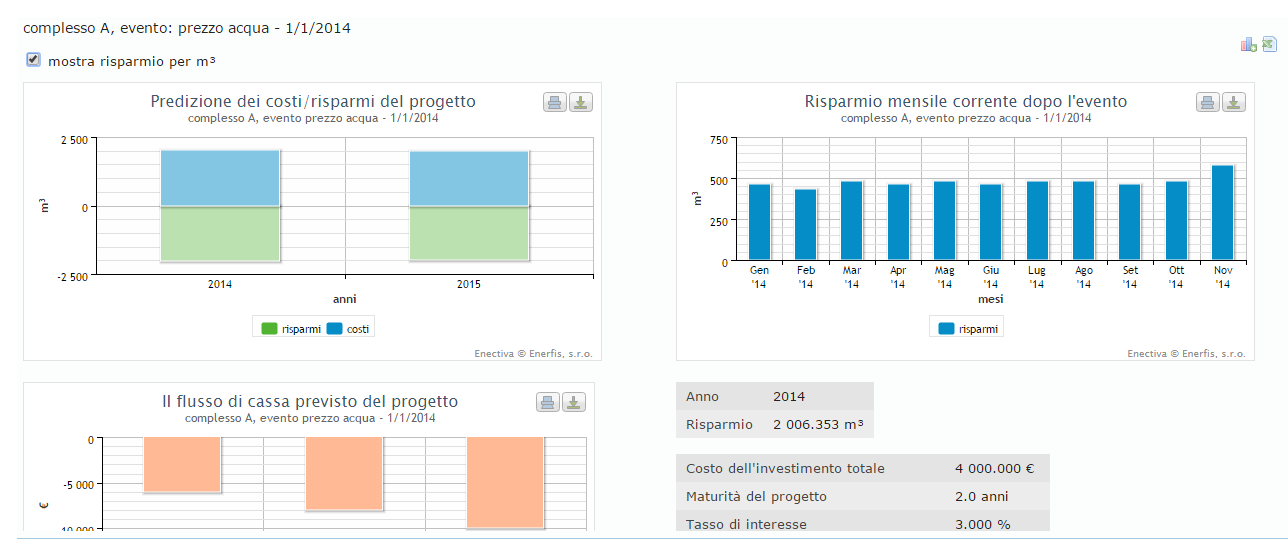 complesso A, evento: prezzo acqua - 1/1/2014
mostra risparmio per m³
Predizione dei costi/risparmi del progetto
complesso A, evento prezzo acqua - 1/1/2014
m³
2 500
0
-2 500
2014 2015
anni
risparmi costi
Enectiva © Enerfis, s.r.o.
Risparmio mensile corrente dopo l'evento
complesso A, evento prezzo acqua - 1/1/2014
m³
750
500
250
0
Gen Feb Mar Apr Mag Giu Lug Ago Set Ott Nov
'14 '14 '14 '14 '14 '14 '14 '14 '14 '14 '14
mesi
risparmi
Enectiva © Enerfis, s.r.o.
Il flusso di cassa previsto del progetto
complesso A, evento prezzo acqua - 1/1/2014
€
0
-5 000
-10 000
Anno 2014
Risparmio 2 006.353 m³
Costo dell'investimento totale 4 000.000 €
Maturità del progetto 2.0 anni
Tasso di interesse 3.000 %